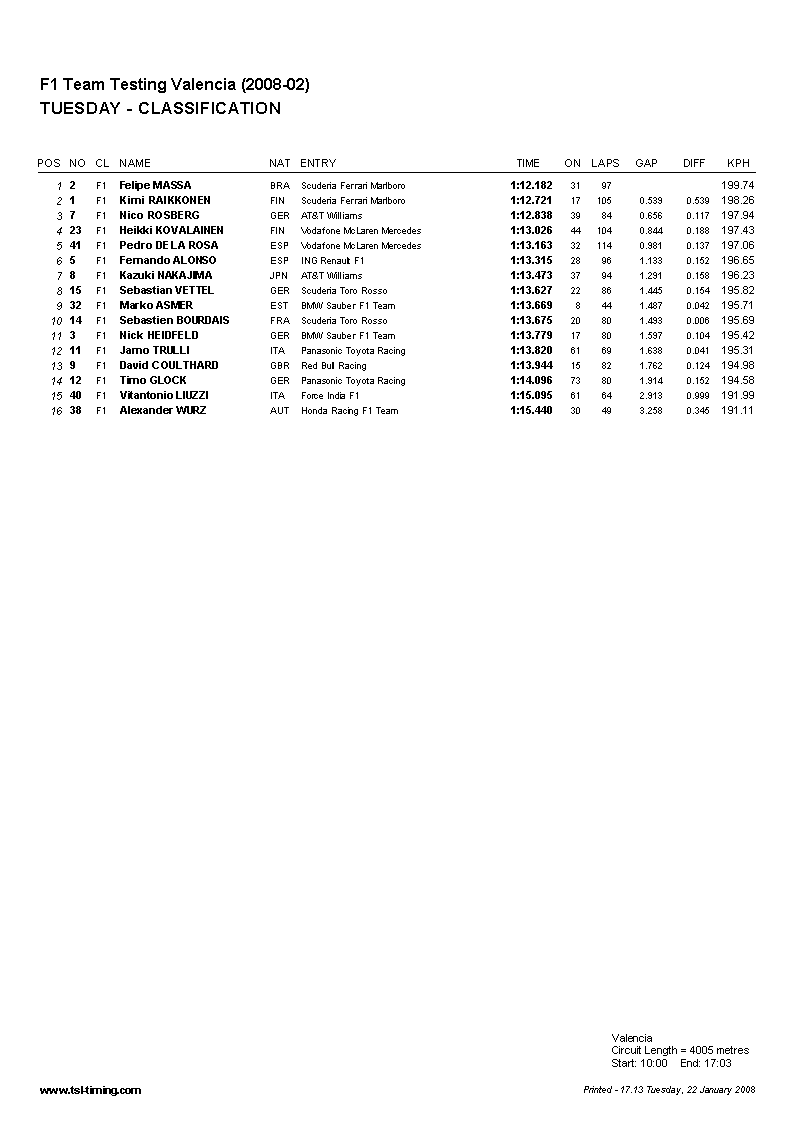 F1 Team Testing Valencia (2008-02)
TUESDAY - CLASSIFICATION
POS NO CL NAME NAT ENTRY TIME ON LAPS GAP DIFF KPH
1 2 F1 Felipe MASSA BRA Scuderia Ferrari Marlboro 1:12.182 31 97 199.74
2 1 F1 Kimi RAIKKONEN FIN Scuderia Ferrari Marlboro 1:12.721 17 105 0.539 0.539 198.26
3 7 F1 Nico ROSBERG GER AT&T Williams 1:12.838 39 84 0.656 0.117 197.94
4 23 F1 Heikki KOVALAINEN FIN Vodafone McLaren Mercedes 1:13.026 44 104 0.844 0.188 197.43
5 41 F1 Pedro DE LA ROSA ESP Vodafone McLaren Mercedes 1:13.163 32 114 0.981 0.137 197.06
6 5 F1 Fernando ALONSO ESP ING Renault F1 1:13.315 28 96 1.133 0.152 196.65
7 8 F1 Kazuki NAKAJIMA JPN AT&T Williams 1:13.473 37 94 1.291 0.158 196.23
8 15 F1 Sebastian VETTEL GER Scuderia Toro Rosso 1:13.627 22 86 1.445 0.154 195.82
9 32 F1 Marko ASMER EST BMW Sauber F1 Team 1:13.669 8 44 1.487 0.042 195.71
10 14 F1 Sebastien BOURDAIS FRA Scuderia Toro Rosso 1:13.675 20 80 1.493 0.006 195.69
11 3 F1 Nick HEIDFELD GER BMW Sauber F1 Team 1:13.779 17 80 1.597 0.104 195.42
12 11 F1 Jarno TRULLI ITA Panasonic Toyota Racing 1:13.820 61 69 1.638 0.041 195.31
13 9 F1 David COULTHARD GBR Red Bull Racing 1:13.944 15 82 1.762 0.124 194.98
14 12 F1 Timo GLOCK GER Panasonic Toyota Racing 1:14.096 73 80 1.914 0.152 194.58
15 40 F1 Vitantonio LIUZZI ITA Force India F1 1:15.095 61 64 2.913 0.999 191.99
16 38 F1 Alexander WURZ AUT Honda Racing F1 Team 1:15.440 30 49 3.258 0.345 191.11
Valencia
Circuit Length = 4005 metres
Start: 10:00 End: 17:03
www.tsl-timing.com Printed - 17.13 Tuesday, 22 January 2008